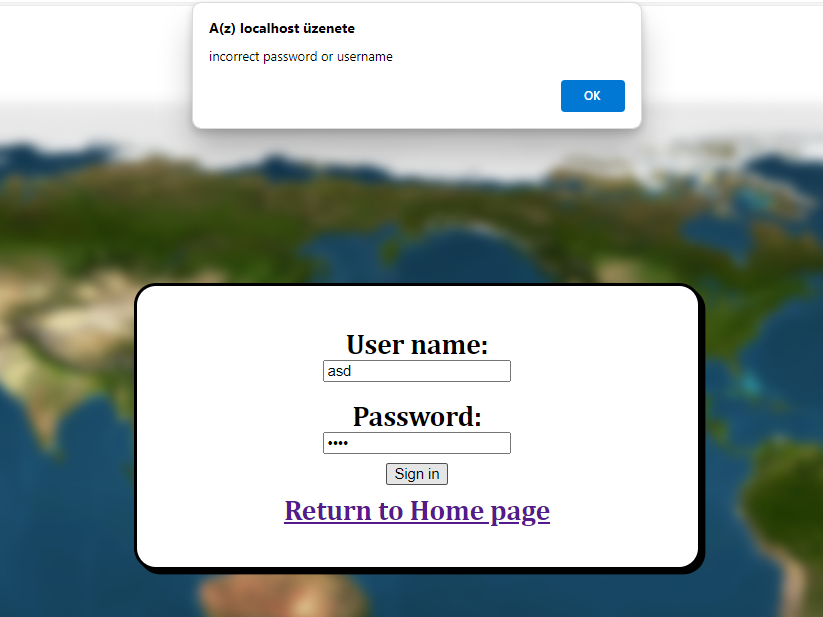 A(z) localhost üzenete
incorrect password or username
OK
User name:
asd
Password:
••••
Sign in
Return to Home page